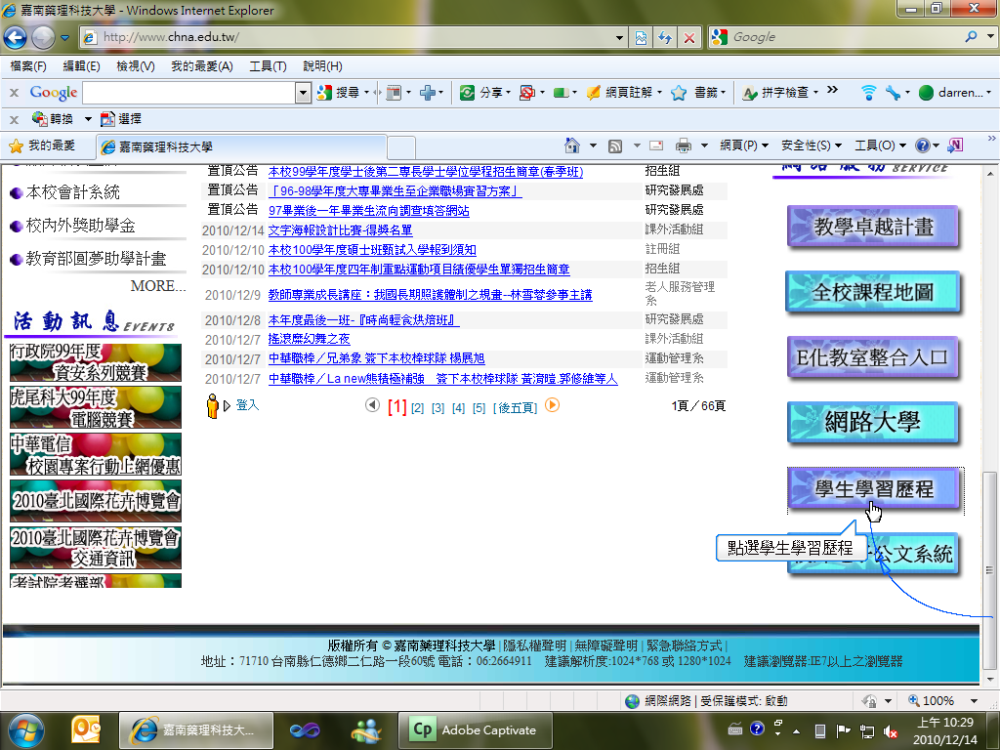 嘉南藥理科技大學 - Windows Internet Explorer
http://www.chna.edu.tw/
Google
檔案(F) 編輯(E) 檢視(V) 我的最愛(A) 工具(T) 說明(H)
x Google 搜尋 分享 網頁註解 書籤 拼字檢查 » darren...
x 轉換 選擇
我的最愛 嘉南藥理科技大學 網頁(P) 安全性(S) 工具(O) »
本校會計系統
校內外獎助學金
教育部圓夢助學計畫
MORE...
活動訊息 EVENTS
行政院99年度
資安系列競賽
虎尾科大99年度
電腦競賽
中華電信
校園專案行動上網優惠
2010臺北國際花卉博覽會
2010臺北國際花卉博覽會
交通資訊
考試院考選部
置頂公告 本校99學年度學士後第二專長學士學位學程招生簡章(春季班) 招生組
置頂公告 「96-98學年度大專畢業生至企業職場實習方案」 研究發展處
置頂公告 97畢業後一年畢業生流向調查填答網站 研究發展處
2010/12/14 文字海報設計比賽-得獎名單 課外活動組
2010/12/10 本校100學年度碩士班甄試入學報到須知 註冊組
2010/12/10 本校100學年度四年制重點運動項目績優學生單獨招生簡章 招生組
2010/12/9 教師專業成長講座：我國長期照護體制之規畫--林雪蓉參事主講 老人服務管理
系
2010/12/8 本年度最後一班-『時尚輕食烘焙班』 研究發展處
2010/12/7 搖滾糜幻舞之夜 課外活動組
2010/12/7 中華職棒／兄弟象 簽下本校棒球隊 楊展旭 運動管理系
2010/12/7 中華職棒／La new熊積極補強 簽下本校棒球隊 黃淯暟.郭修維等人 運動管理系
登入 [1] [2] [3] [4] [5] [後五頁] 1頁／66頁
網路服務 SERVICE
教學卓越計畫
全校課程地圖
E化教室整合入口
網路大學
學生學習歷程
點選學生學習歷程
公文系統
版權所有 © 嘉南藥理科技大學 | 隱私權聲明 | 無障礙聲明 | 緊急聯絡方式 |
地址：71710 台南縣仁德鄉二仁路一段60號 電話：06:2664911 建議解析度:1024*768 或 1280*1024 建議瀏覽器:IE7以上之瀏覽器
網際網路 | 受保護模式: 啟動 100%
嘉南藥理科技大... Cp Adobe Captivate 上午 10:29
2010/12/14